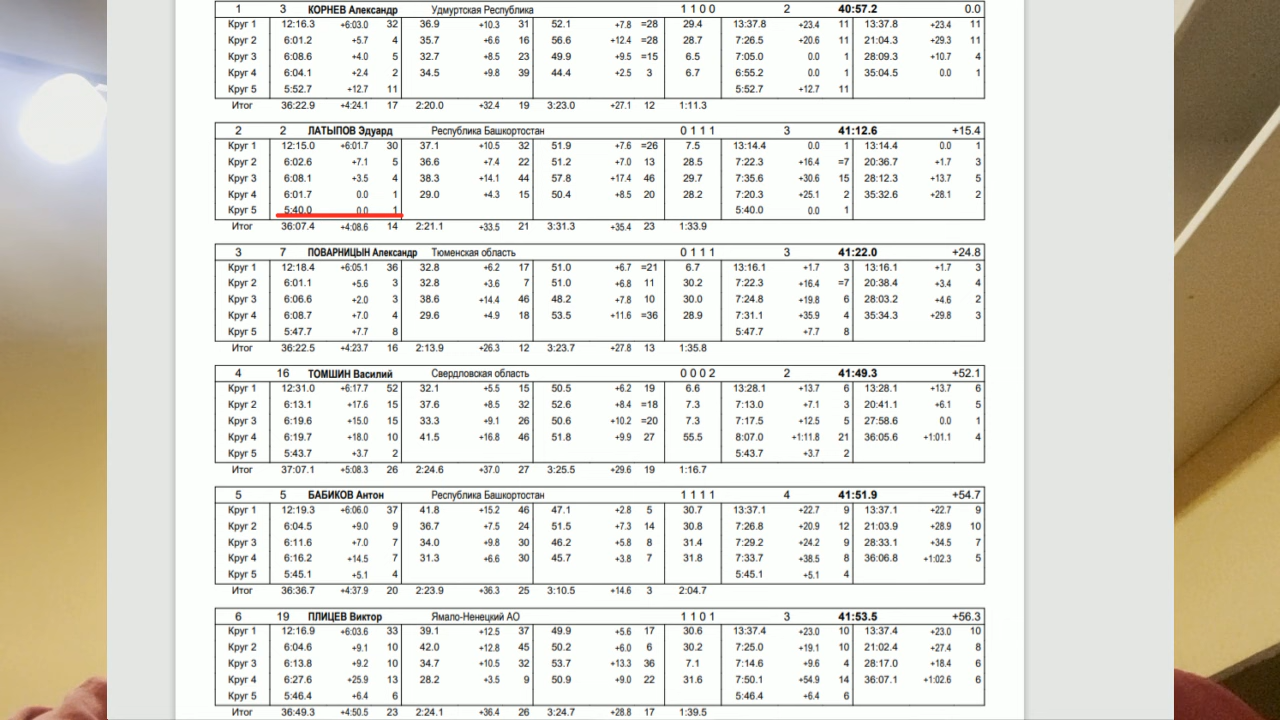 1 3 КОРНЕВ Александр Удмуртская Республика 1 1 0 0 2 40:57.2 0.0
Круг 1 12:16.3 +6:03.0 32 36.9 +10.3 31 52.1 +7.8 =28 29.4 13:37.8 +23.4 11 13:37.8 +23.4 11
Круг 2 6:01.2 +5.7 4 35.7 +6.6 16 56.6 +12.4 =28 28.7 7:26.5 +20.6 11 21:04.3 +29.3 11
Круг 3 6:08.6 +4.0 5 32.7 +8.5 23 49.9 +9.5 =15 6.5 7:05.0 0.0 1 28:09.3 +10.7 4
Круг 4 6:04.1 +2.4 2 34.5 +9.8 39 44.4 +2.5 3 6.7 6:55.2 0.0 1 35:04.5 0.0 1
Круг 5 5:52.7 +12.7 11 5:52.7 +12.7 11
Итог 36:22.9 +4:24.1 17 2:20.0 +32.4 19 3:23.0 +27.1 12 1:11.3
2 2 ЛАТЫПОВ Эдуард Республика Башкортостан 0 1 1 1 3 41:12.6 +15.4
Круг 1 12:15.0 +6:01.7 30 37.1 +10.5 32 51.9 +7.6 =26 7.5 13:14.4 0.0 1 13:14.4 0.0 1
Круг 2 6:02.6 +7.1 5 36.6 +7.4 22 51.2 +7.0 13 28.5 7:22.3 +16.4 =7 20:36.7 +1.7 3
Круг 3 6:08.1 +3.5 4 38.3 +14.1 44 57.8 +17.4 46 29.7 7:35.6 +30.6 15 28:12.3 +13.7 5
Круг 4 6:01.7 0.0 1 29.0 +4.3 15 50.4 +8.5 20 28.2 7:20.3 +25.1 2 35:32.6 +28.1 2
Круг 5 5:40.0 0.0 1 5:40.0 0.0 1
Итог 36:07.4 +4:08.6 14 2:21.1 +33.5 21 3:31.3 +35.4 23 1:33.9
3 7 ПОВАРНИЦЫН Александр Тюменская область 0 1 1 1 3 41:22.0 +24.8
Круг 1 12:18.4 +6:05.1 36 32.8 +6.2 17 51.0 +6.7 =21 6.7 13:16.1 +1.7 3 13:16.1 +1.7 3
Круг 2 6:01.1 +5.6 3 32.8 +3.6 7 51.0 +6.8 11 30.2 7:22.3 +16.4 =7 20:38.4 +3.4 4
Круг 3 6:06.6 +2.0 3 38.6 +14.4 46 48.2 +7.8 10 30.0 7:24.8 +19.8 6 28:03.2 +4.6 2
Круг 4 6:08.7 +7.0 4 29.6 +4.9 18 53.5 +11.6 =36 28.9 7:31.1 +35.9 4 35:34.3 +29.8 3
Круг 5 5:47.7 +7.7 8 5:47.7 +7.7 8
Итог 36:22.5 +4:23.7 16 2:13.9 +26.3 12 3:23.7 +27.8 13 1:35.8
4 16 ТОМШИН Василий Свердловская область 0 0 0 2 2 41:49.3 +52.1
Круг 1 12:31.0 +6:17.7 52 32.1 +5.5 15 50.5 +6.2 19 6.6 13:28.1 +13.7 6 13:28.1 +13.7 6
Круг 2 6:13.1 +17.6 15 37.6 +8.5 32 52.6 +8.4 =18 7.3 7:13.0 +7.1 3 20:41.1 +6.1 5
Круг 3 6:19.6 +15.0 15 33.3 +9.1 26 50.6 +10.2 =20 7.3 7:17.5 +12.5 5 27:58.6 0.0 1
Круг 4 6:19.7 +18.0 10 41.5 +16.8 46 51.8 +9.9 27 55.5 8:07.0 +1:11.8 21 36:05.6 +1:01.1 4
Круг 5 5:43.7 +3.7 2 5:43.7 +3.7 2
Итог 37:07.1 +5:08.3 26 2:24.6 +37.0 27 3:25.5 +29.6 19 1:16.7
5 5 БАБИКОВ Антон Республика Башкортостан 1 1 1 1 4 41:51.9 +54.7
Круг 1 12:19.3 +6:06.0 37 41.8 +15.2 46 47.1 +2.8 5 30.7 13:37.1 +22.7 9 13:37.1 +22.7 9
Круг 2 6:04.5 +9.0 9 36.7 +7.5 24 51.5 +7.3 14 30.8 7:26.8 +20.9 12 21:03.9 +28.9 10
Круг 3 6:11.6 +7.0 7 34.0 +9.8 30 46.2 +5.8 8 31.4 7:29.2 +24.2 9 28:33.1 +34.5 7
Круг 4 6:16.2 +14.5 7 31.3 +6.6 30 45.7 +3.8 7 31.8 7:33.7 +38.5 8 36:06.8 +1:02.3 5
Круг 5 5:45.1 +5.1 4 5:45.1 +5.1 4
Итог 36:36.7 +4:37.9 20 2:23.9 +36.3 25 3:10.5 +14.6 3 2:04.7
6 19 ПЛИЦЕВ Виктор Ямало-Ненецкий АО 1 1 0 1 3 41:53.5 +56.3
Круг 1 12:16.9 +6:03.6 33 39.1 +12.5 37 49.9 +5.6 17 30.6 13:37.4 +23.0 10 13:37.4 +23.0 10
Круг 2 6:04.6 +9.1 10 42.0 +12.8 45 50.2 +6.0 6 30.2 7:25.0 +19.1 10 21:02.4 +27.4 8
Круг 3 6:13.8 +9.2 10 34.7 +10.5 32 53.7 +13.3 36 7.1 7:14.6 +9.6 4 28:17.0 +18.4 6
Круг 4 6:27.6 +25.9 13 28.2 +3.5 9 50.9 +9.0 22 31.6 7:50.1 +54.9 14 36:07.1 +1:02.6 6
Круг 5 5:46.4 +6.4 6 5:46.4 +6.4 6
Итог 36:49.3 +4:50.5 23 2:24.1 +36.4 26 3:24.7 +28.8 17 1:39.5